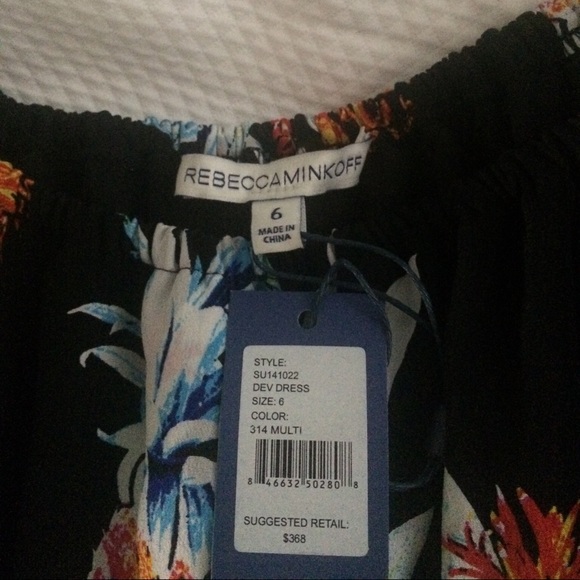 REBECCAMINKOFF
6
MADE IN
CHINA
STYLE:
SU141022
DEV DRESS
SIZE: 6
COLOR:
314 MULTI
8 46632 50280 8
SUGGESTED RETAIL:
$368